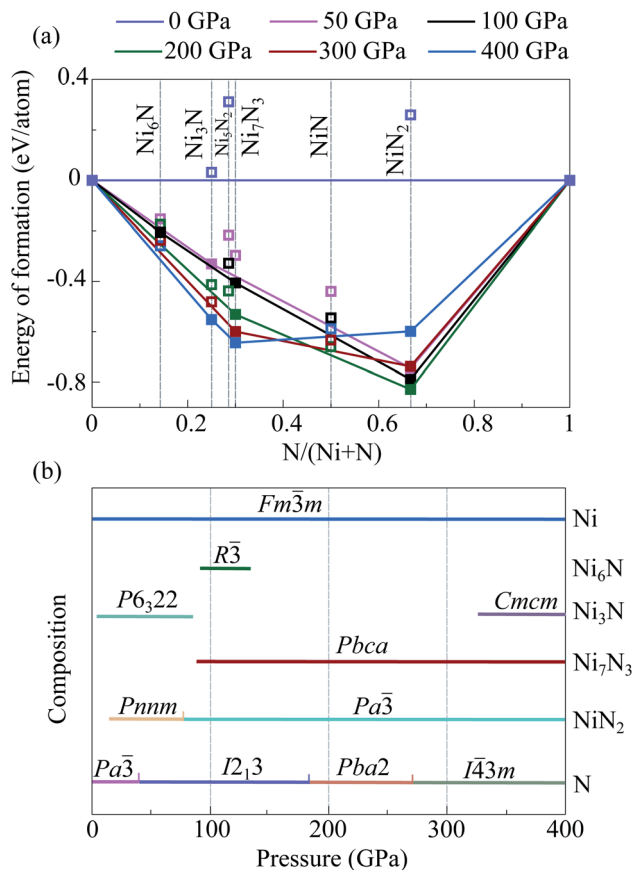 (a)
0 GPa 50 GPa 100 GPa
200 GPa 300 GPa 400 GPa
Energy of formation (eV/atom)
0.4
0
-0.4
-0.8
Ni₆N
Ni₃N
Ni₅N₂
Ni₇N₃
NiN
NiN₂
0 0.2 0.4 0.6 0.8 1
N/(Ni+N)
(b)
Composition
Fm3̅m Ni
R3̅ Ni₆N
P6₃22 Cmcm Ni₃N
Pbca Ni₇N₃
Pnnm Pa3̅ NiN₂
Pa3̅ I2₁3 Pba2 I4̅3m N
0 100 200 300 400
Pressure (GPa)